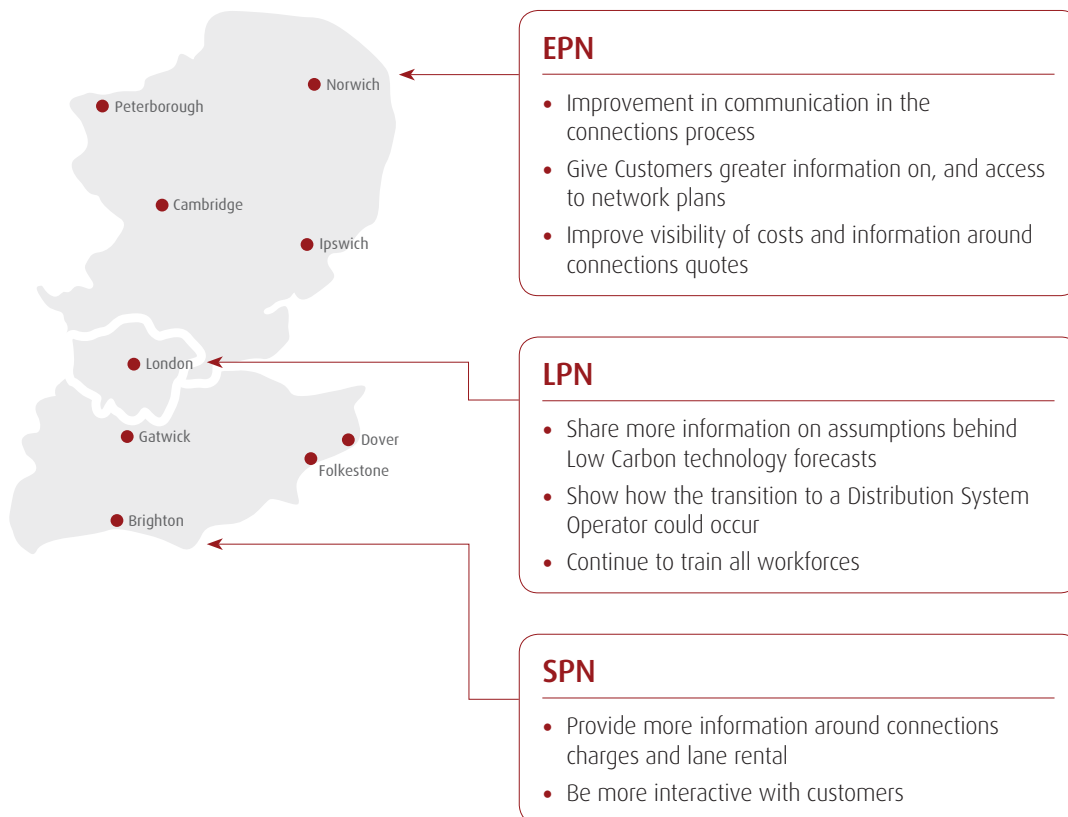 Norwich
Peterborough
Cambridge
Ipswich
London
Gatwick
Dover
Folkestone
Brighton
EPN
• Improvement in communication in the
connections process
• Give Customers greater information on, and access
to network plans
• Improve visibility of costs and information around
connections quotes
LPN
• Share more information on assumptions behind
Low Carbon technology forecasts
• Show how the transition to a Distribution System
Operator could occur
• Continue to train all workforces
SPN
• Provide more information around connections
charges and lane rental
• Be more interactive with customers